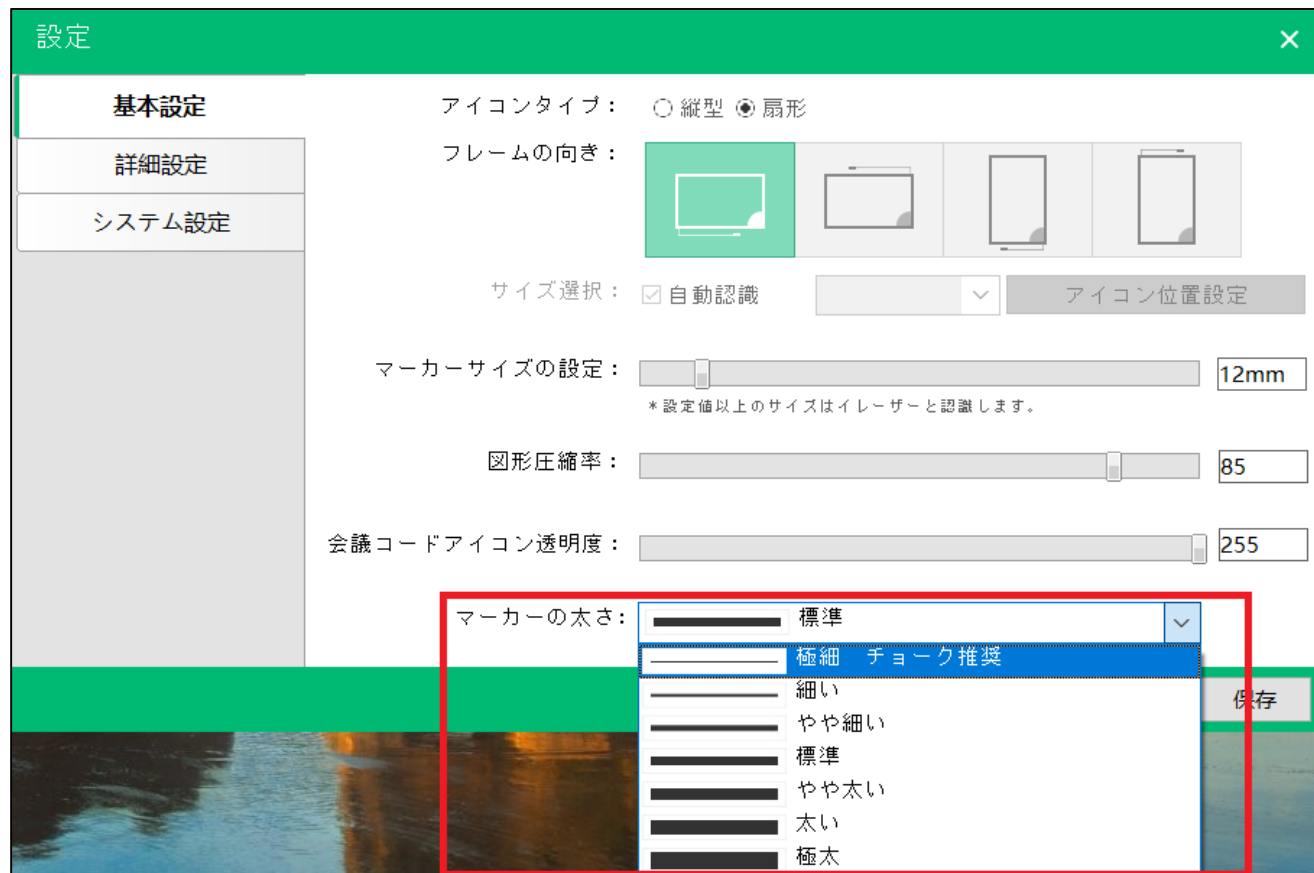 設定
基本設定
詳細設定
システム設定
アイコンタイプ： 縦型 扇形
フレームの向き：
サイズ選択： 自動認識 アイコン位置設定
マーカーサイズの設定： 12mm
*設定値以上のサイズはイレーザーと認識します。
図形圧縮率： 85
会議コードアイコン透明度： 255
マーカーの太さ： 標準
極細　チョーク推奨
細い
やや細い
標準
やや太い
太い
極太
保存